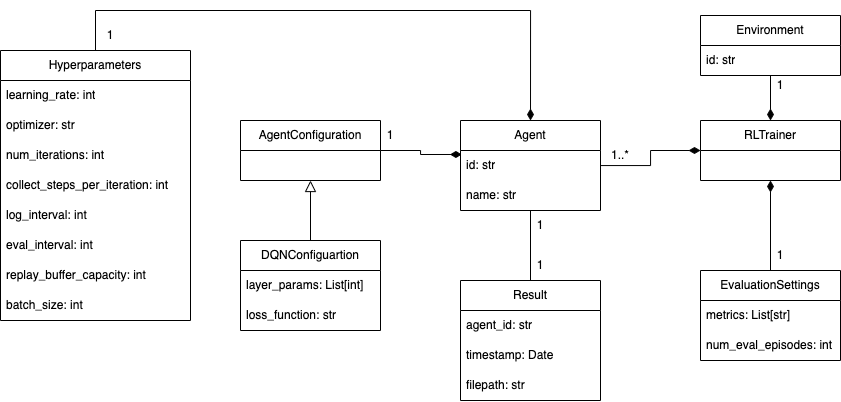 1
Hyperparameters
learning_rate: int
optimizer: str
num_iterations: int
collect_steps_per_iteration: int
log_interval: int
eval_interval: int
replay_buffer_capacity: int
batch_size: int
AgentConfiguration
1
DQNConfiguartion
layer_params: List[int]
loss_function: str
Agent
id: str
name: str
1
1
Result
agent_id: str
timestamp: Date
filepath: str
1..*
Environment
id: str
1
RLTrainer
1
EvaluationSettings
metrics: List[str]
num_eval_episodes: int